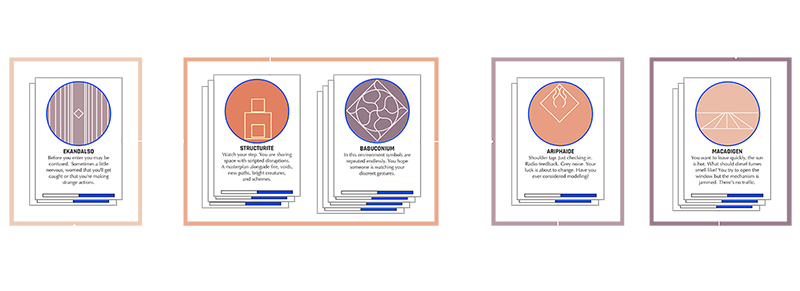 EKANDALSO
Before you enter you may be
confused. Sometimes a little
nervous, worried that you'll get
caught or that you're making
strange actions.
STRUCTURITE
Watch your step. You are sharing
space with scripted disruptions.
A masterplan alongside fire, voids,
new paths, bright creatures,
and schemes.
BABUCONIUM
In this environment symbols are
repeated endlessly. You hope
someone is watching your
discreet gestures.
ARIPHAIDE
Shoulder tap. Just checking in.
Radio feedback. Grey noise. Your
luck is about to change. Have you
ever considered modeling?
MACADIGEN
You want to leave quickly, the sun
is hot. What should diesel fumes
smell like? You try to open the
window but the mechanism is
jammed. There's no traffic.